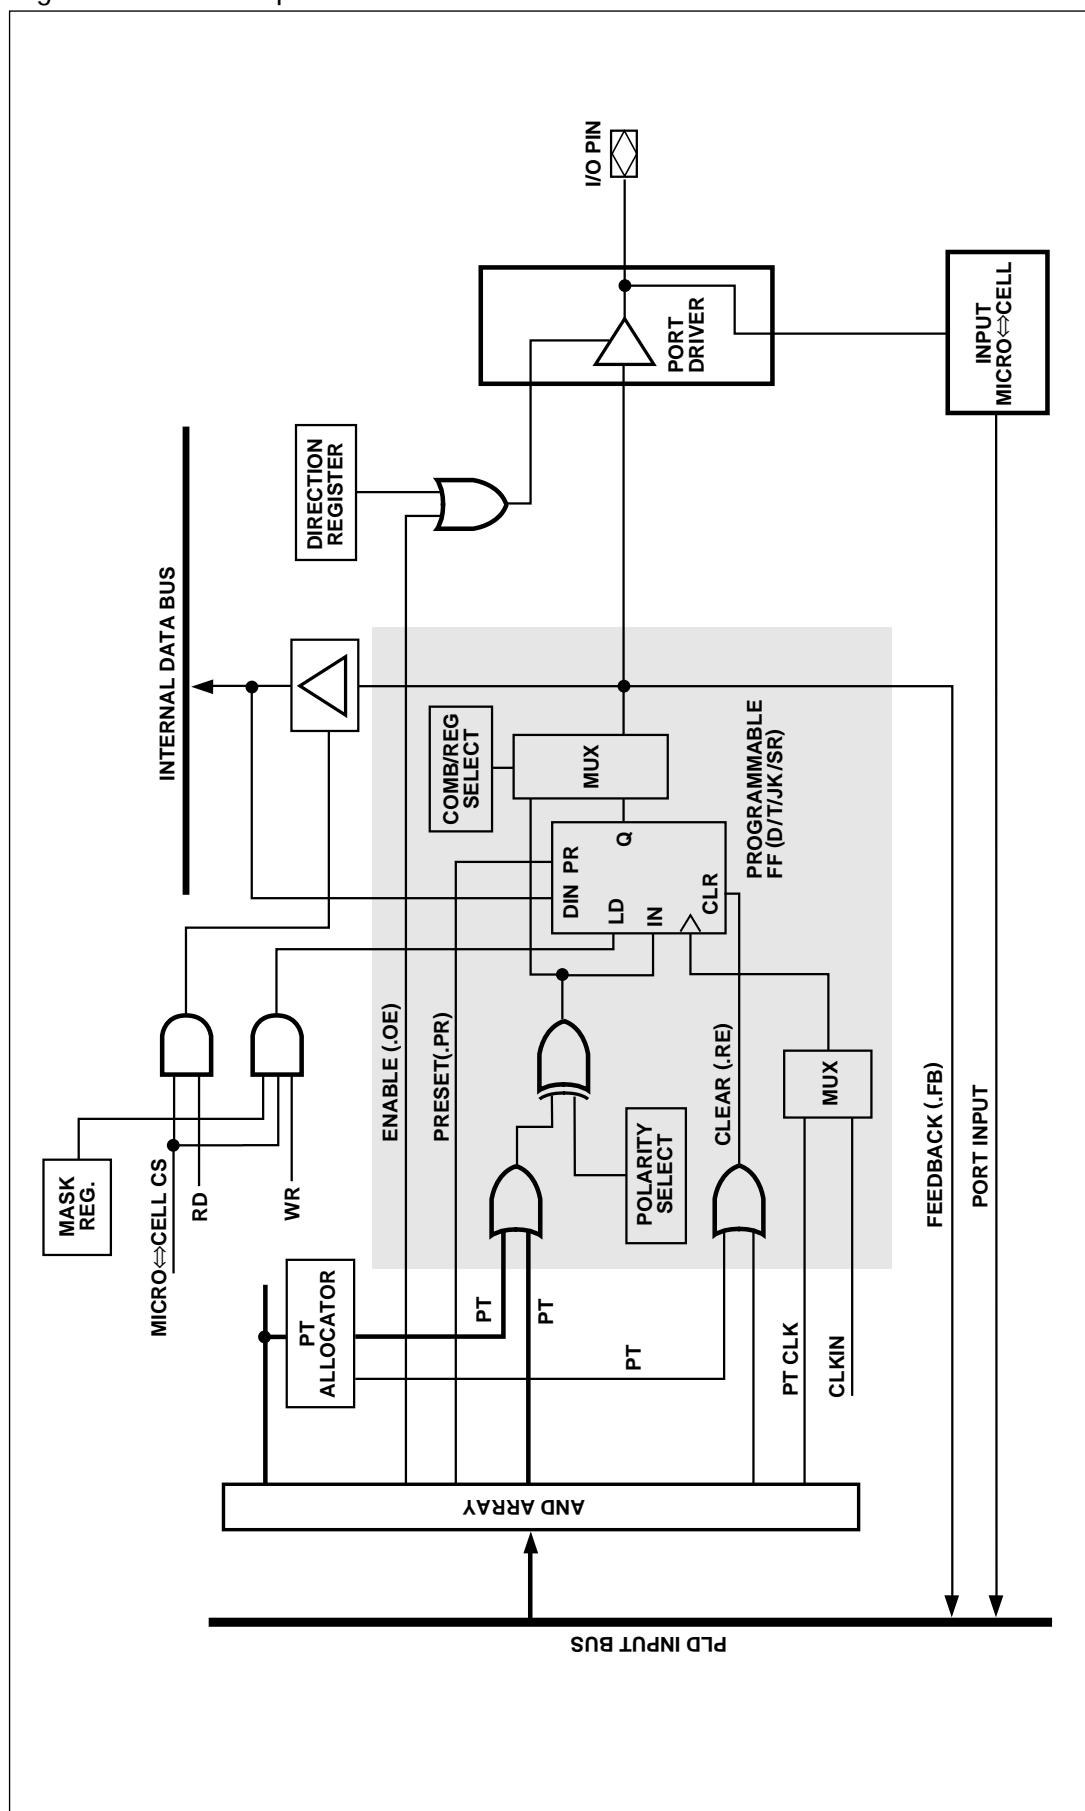 MASK
REG.
MICRO⇔CELL CS
RD
WR
INTERNAL DATA BUS
DIRECTION
REGISTER
I/O PIN
PT
ALLOCATOR
ENABLE (.OE)
PRESET(.PR)
COMB/REG
SELECT
MUX
PORT
DRIVER
PT
PT
DIN PR
LD
Q
IN
CLR
PROGRAMMABLE
FF (D/T/JK/SR)
POLARITY
SELECT
PT
CLEAR (.RE)
PT CLK
CLKIN
MUX
AND ARRAY
PLD INPUT BUS
FEEDBACK (.FB)
PORT INPUT
INPUT
MICRO⇔CELL